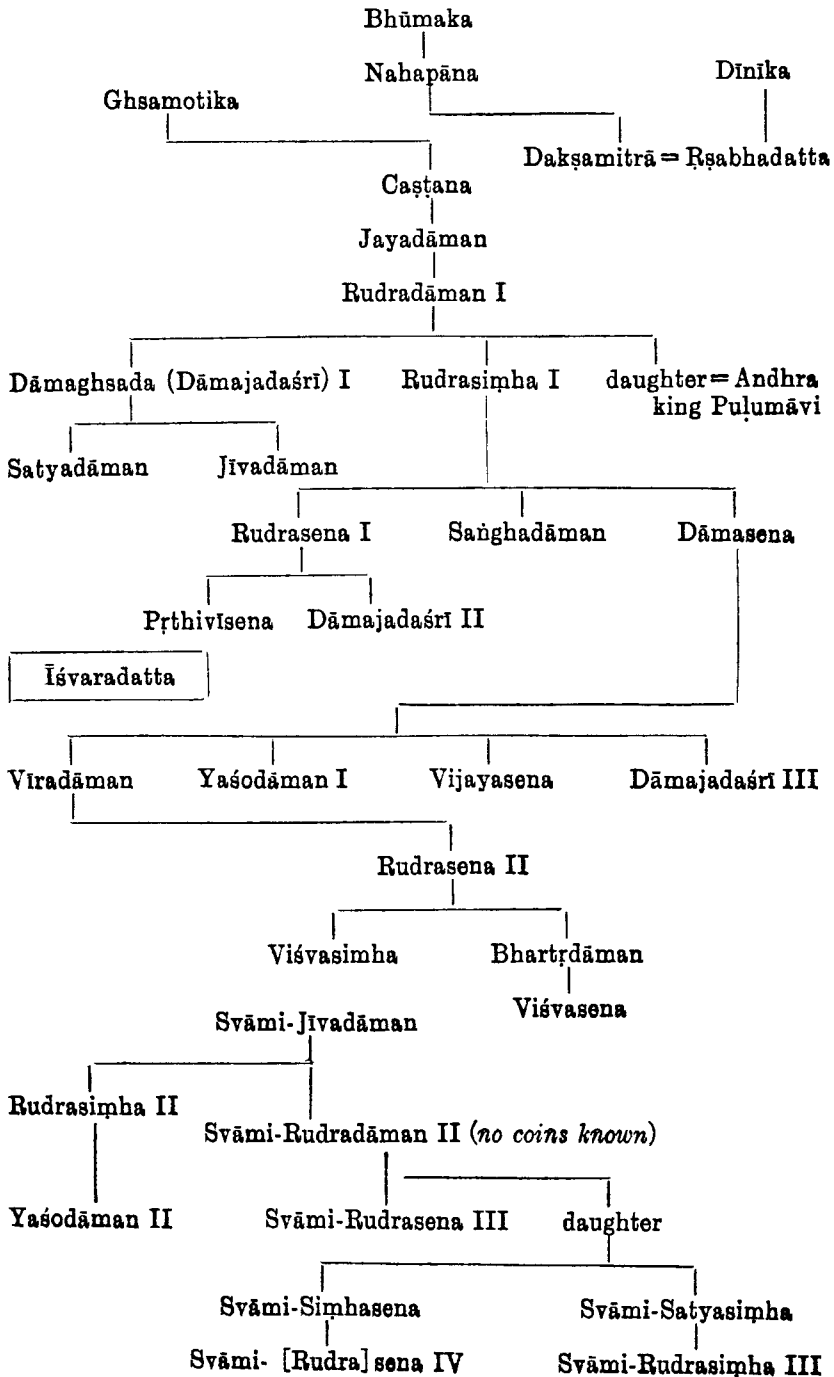 Bhūmaka
Nahapāna
Dīnīka
Ghsamotika
Dakṣamitrā = Ṛṣabhadatta
Caṣṭana
Jayadāman
Rudradāman I
Dāmaghsada (Dāmajadaśrī) I Rudrasiṃha I daughter = Andhra
king Puḷumāvi
Satyadāman Jīvadāman
Rudrasena I Saṅghadāman Dāmasena
Pṛthivīsena Dāmajadaśrī II
Īśvaradatta
Vīradāman Yaśodāman I Vijayasena Dāmajadaśrī III
Rudrasena II
Viśvasiṃha Bhartṛdāman
Viśvasena
Svāmi-Jīvadāman
Rudrasiṃha II
Svāmi-Rudradāman II (no coins known)
Yaśodāman II Svāmi-Rudrasena III daughter
Svāmi-Siṃhasena Svāmi-Satyasiṃha
Svāmi- [Rudra]sena IV Svāmi-Rudrasiṃha III